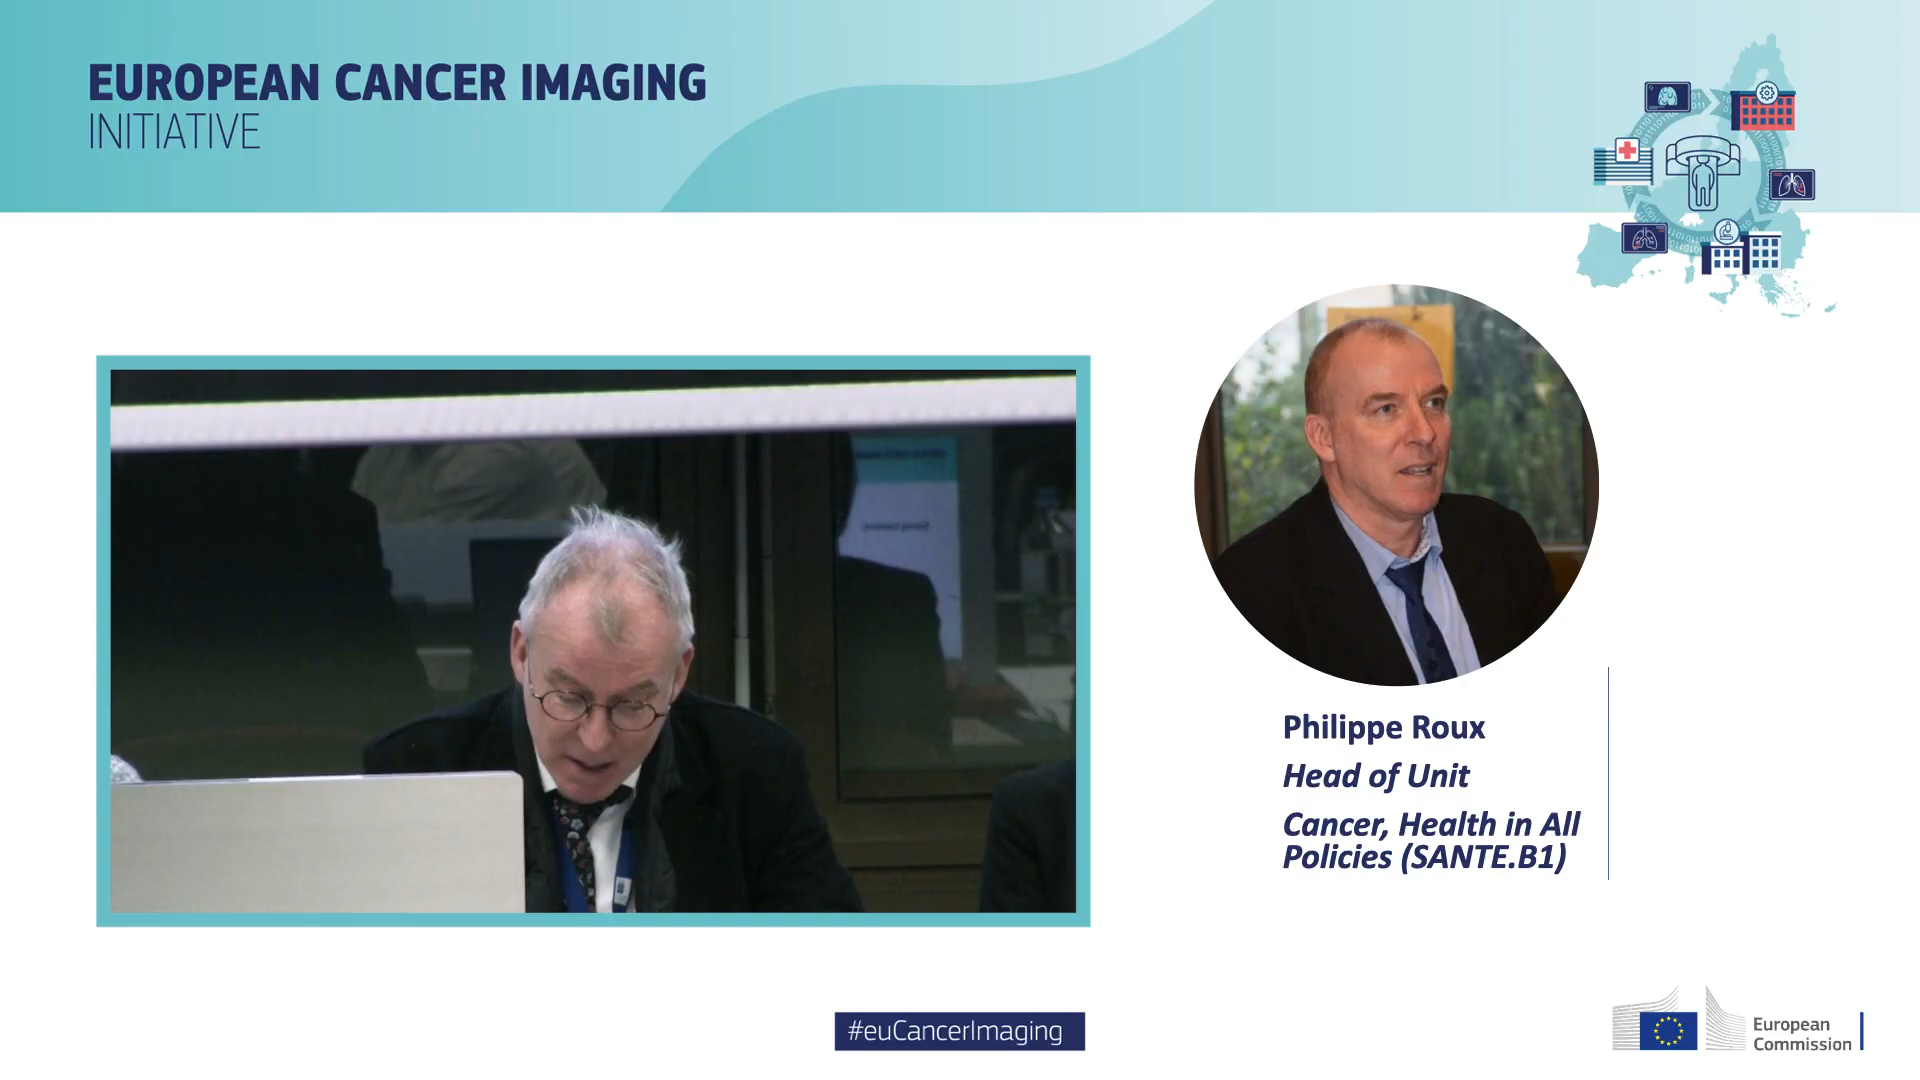 EUROPEAN CANCER IMAGING
INITIATIVE
Philippe Roux
Head of Unit
Cancer, Health in All
Policies (SANTE.B1)
#euCancerImaging
European
Commission